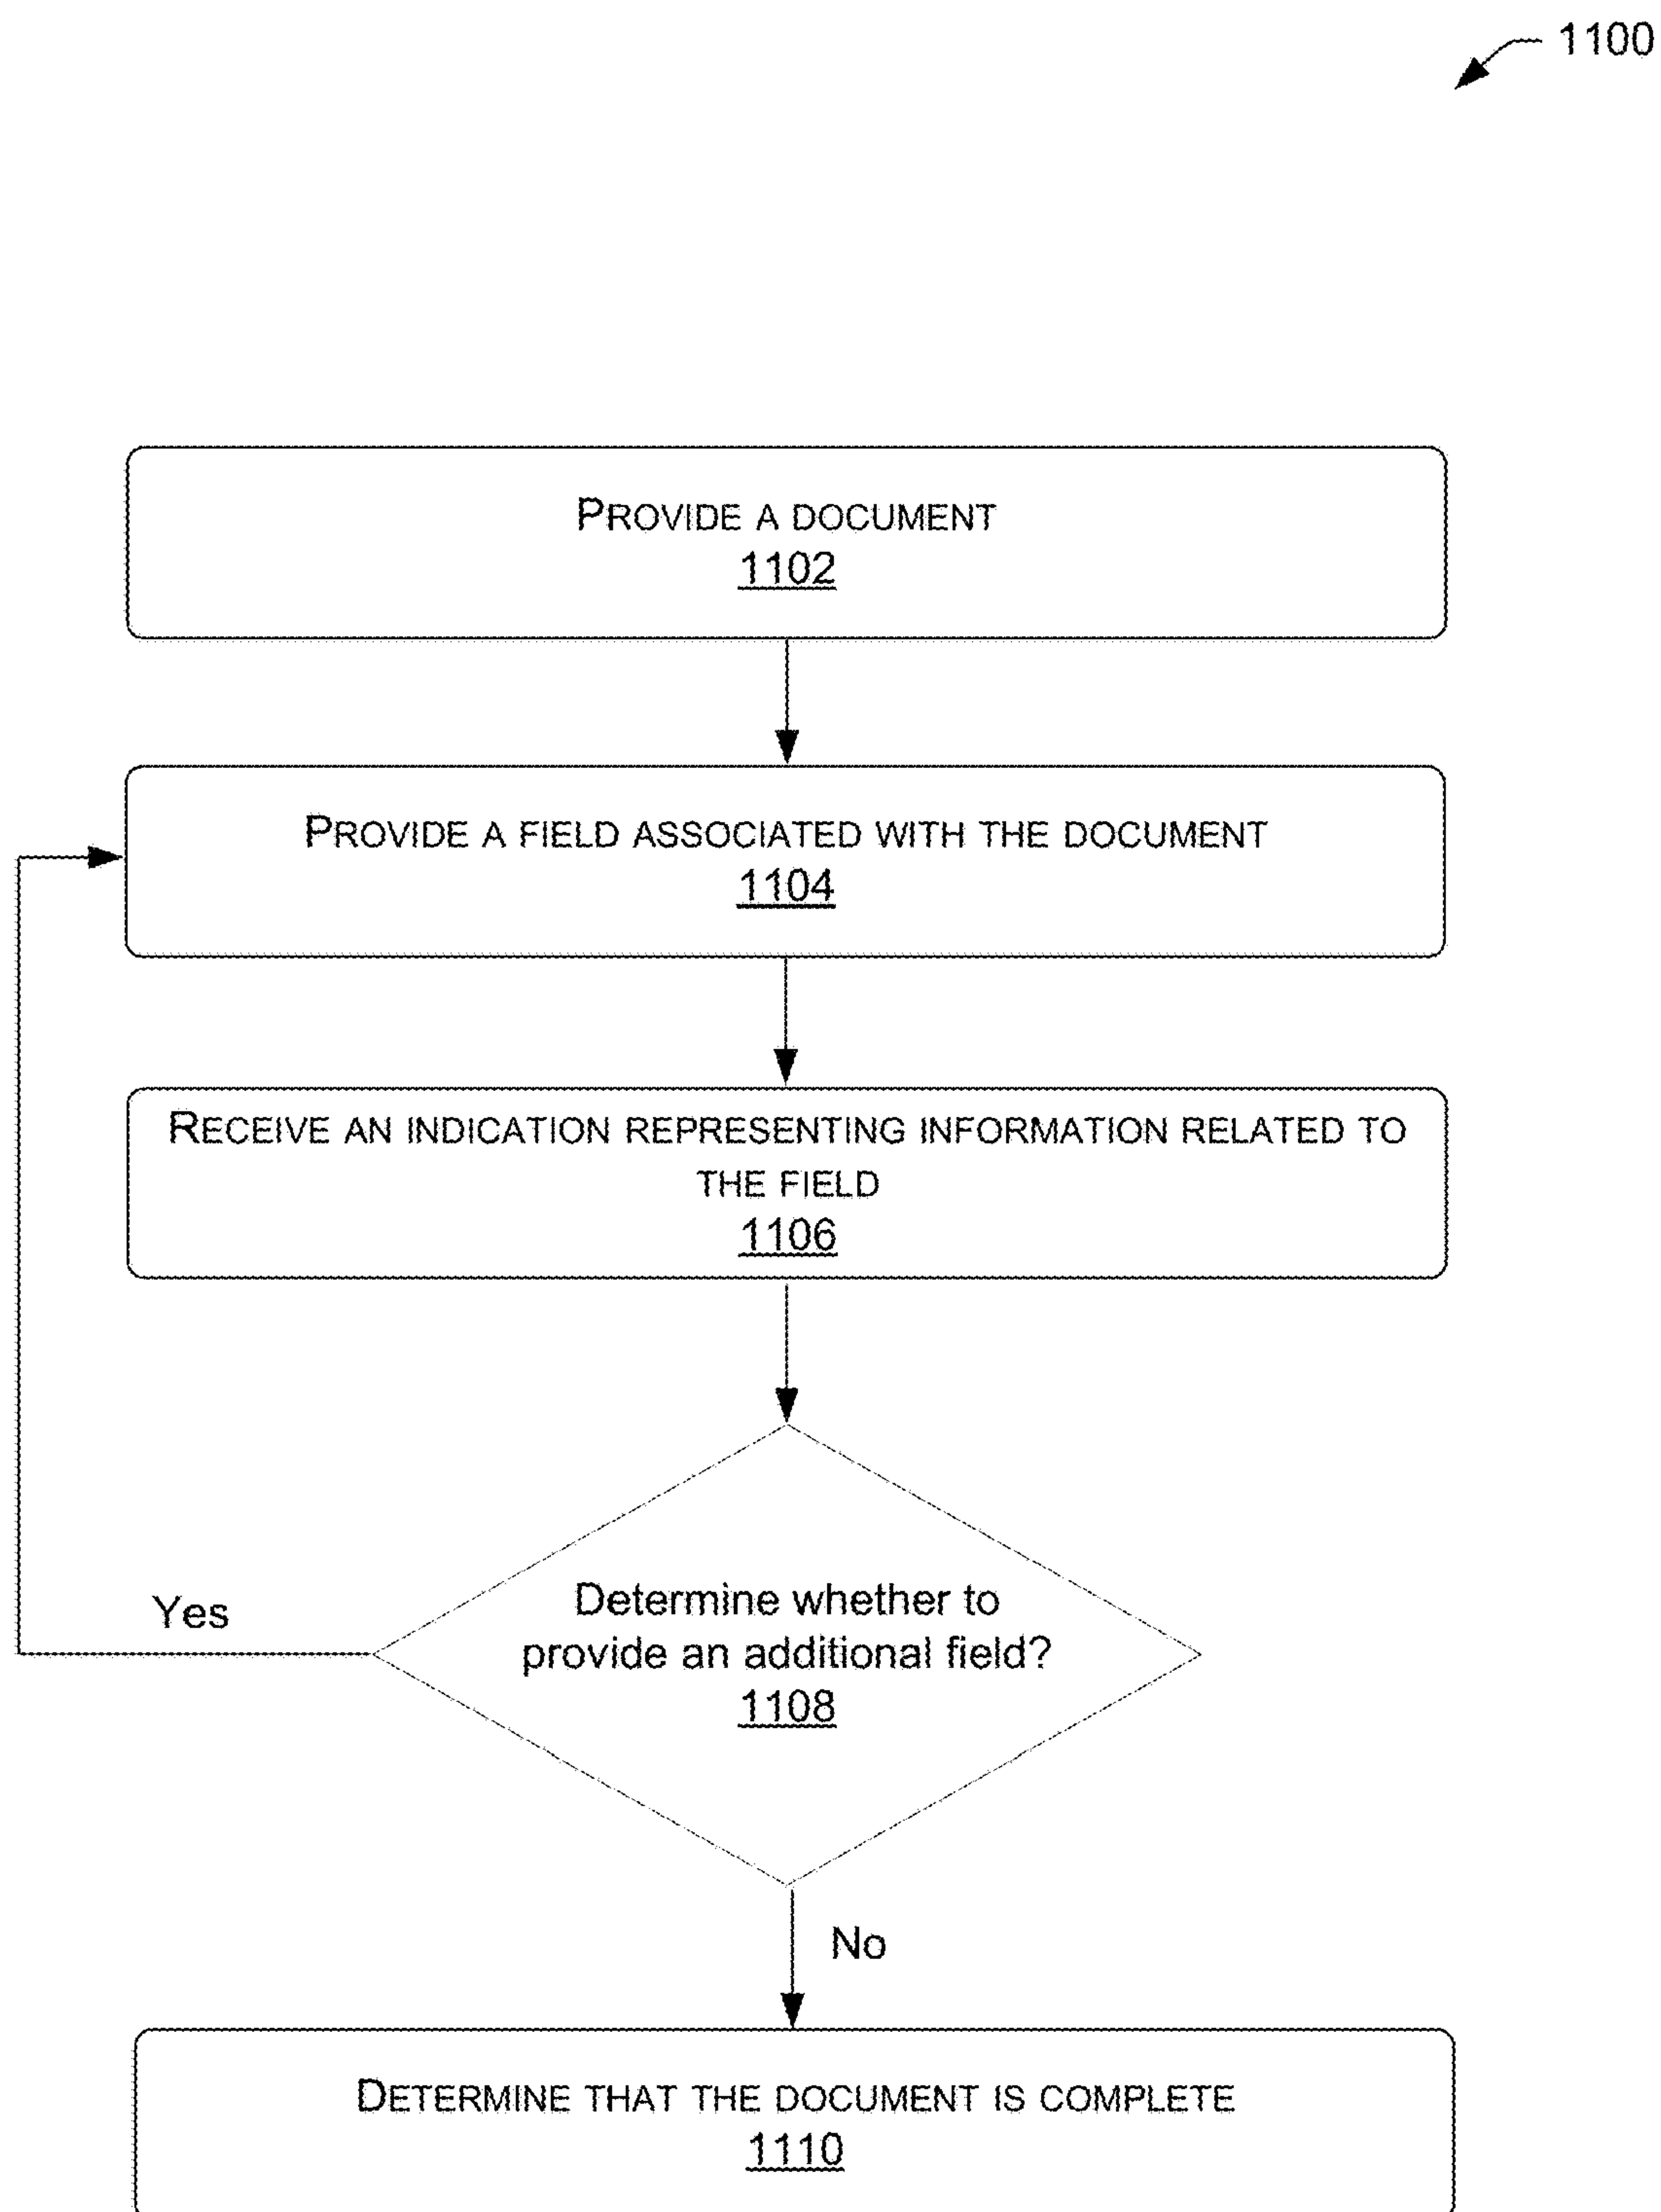 1100
PROVIDE A DOCUMENT
1102
PROVIDE A FIELD ASSOCIATED WITH THE DOCUMENT
1104
RECEIVE AN INDICATION REPRESENTING INFORMATION RELATED TO
THE FIELD
1106
Determine whether to
provide an additional field?
1108
Yes
No
DETERMINE THAT THE DOCUMENT IS COMPLETE
1110